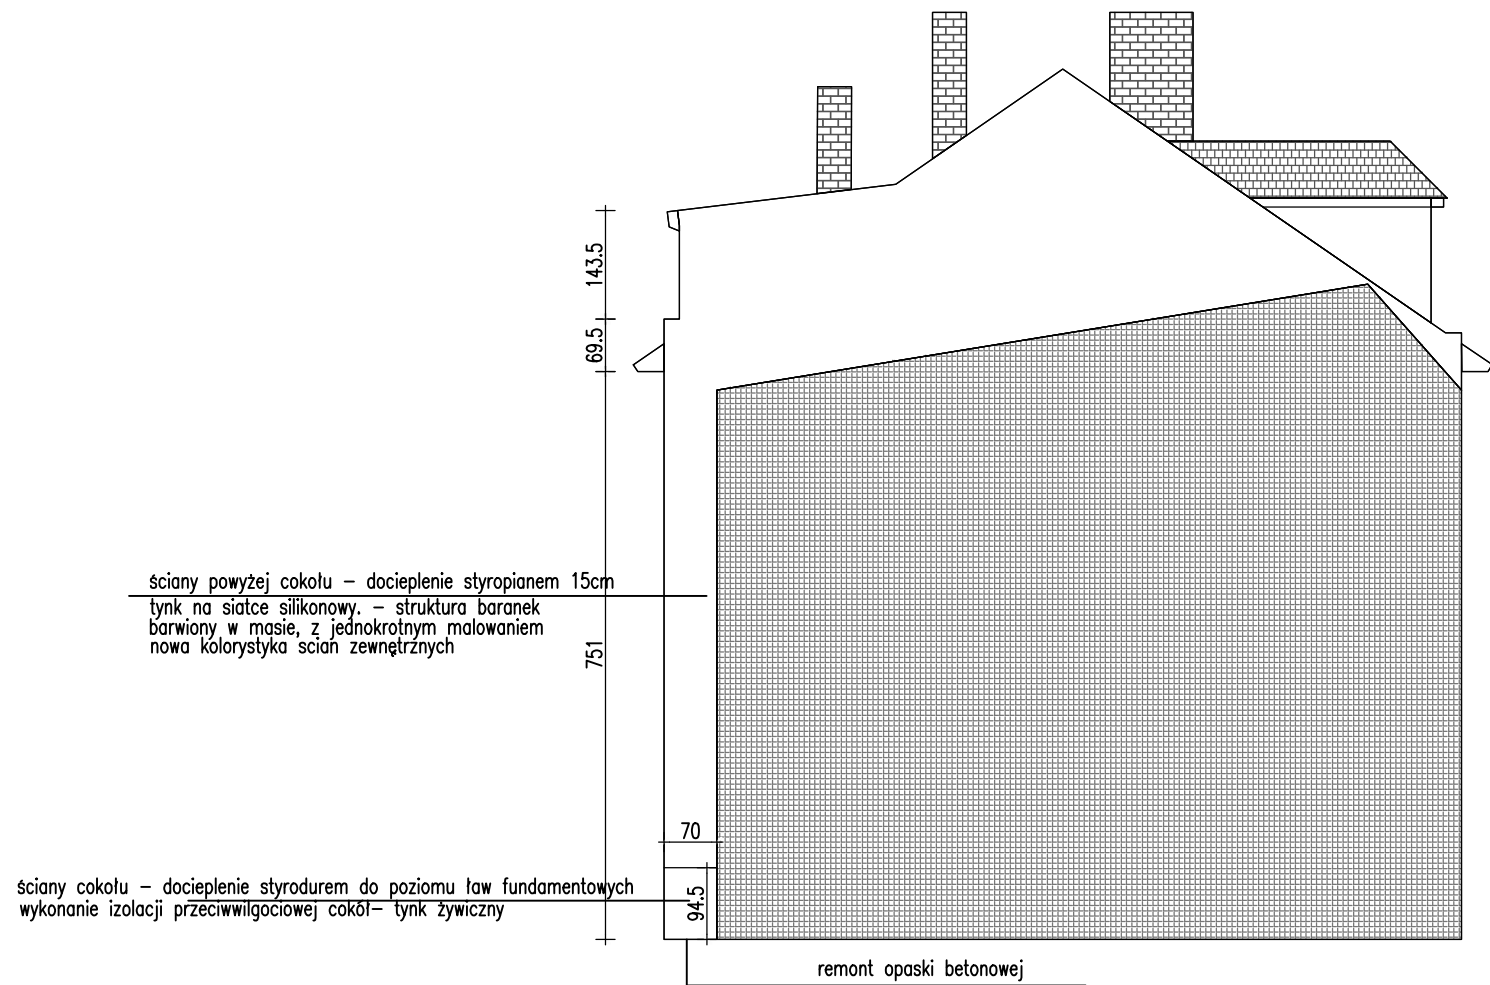 143.5
69.5
ściany powyżej cokołu – docieplenie styropianem 15cm
tynk na siatce silikonowy. – struktura baranek
barwiony w masie, z jednokrotnym malowaniem
nowa kolorystyka scian zewnętrznych
751
70
ściany cokołu – docieplenie styrodurem do poziomu ław fundamentowych
wykonanie izolacji przeciwwilgociowej cokół– tynk żywiczny
94.5
remont opaski betonowej